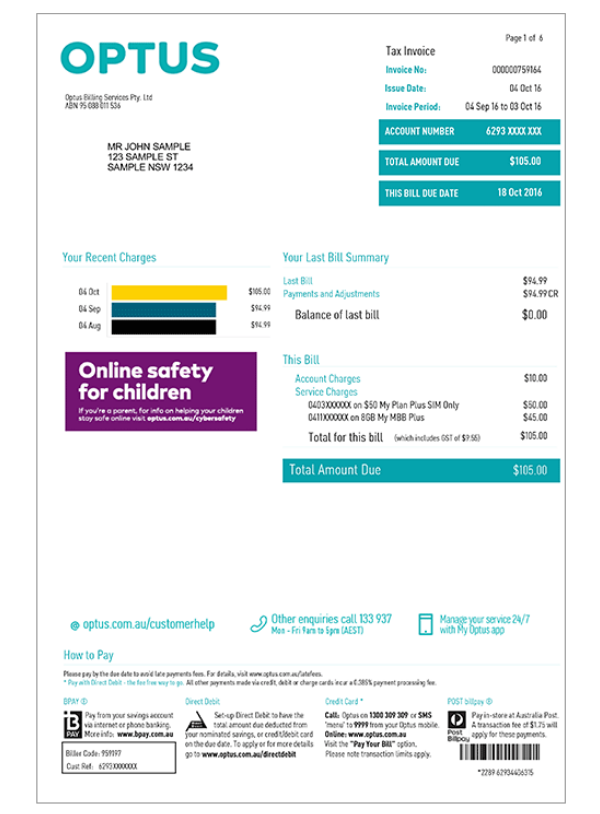 Page 1 of 6
OPTUS
Tax Invoice
Invoice No: 000000759164
Issue Date: 04 Oct 16
Invoice Period: 04 Sep 16 to 03 Oct 16
Optus Billing Services Pty. Ltd
ABN 95 088 011 536
ACCOUNT NUMBER 6293 XXXX XXX
TOTAL AMOUNT DUE $105.00
THIS BILL DUE DATE 18 Oct 2016
MR JOHN SAMPLE
123 SAMPLE ST
SAMPLE NSW 1234
Your Recent Charges
04 Oct $105.00
04 Sep $94.99
04 Aug $94.99
Online safety
for children
If you're a parent, for info on helping your children
stay safe online visit optus.com.au/cybersafety
Your Last Bill Summary
Last Bill $94.99
Payments and Adjustments $94.99CR
Balance of last bill $0.00
This Bill
Account Charges $10.00
Service Charges
0403XXXXXX on $50 My Plan Plus SIM Only $50.00
0411XXXXXX on 8GB My MBB Plus $45.00
Total for this bill (which includes GST of $9.55) $105.00
Total Amount Due $105.00
@ optus.com.au/customerhelp
Other enquiries call 133 937
Mon - Fri 9am to 5pm (AEST)
Manage your service 24/7
with My Optus app
How to Pay
Please pay by the due date to avoid late payments fees. For details, visit www.optus.com.au/latefees.
* Pay with Direct Debit - the fee free way to go. All other payments made via credit, debit or charge cards incur a 0.385% payment processing fee.
BPAY ®
B
PAY
Pay from your savings account
via internet or phone banking.
More info: www.bpay.com.au
Biller Code: 959197
Cust Ref: 6293XXXXXXX
Direct Debit
Set-up Direct Debit to have the
total amount due deducted from
your nominated savings, or credit/debit card
on the due date. To apply or for more details
go to www.optus.com.au/directdebit
Credit Card *
Call: Optus on 1300 309 309 or SMS
'menu' to 9999 from your Optus mobile.
Online: www.optus.com.au
Visit the "Pay Your Bill" option.
Please note transaction limits apply.
POST billpay ®
Post
Billpay
Pay in-store at Australia Post.
A transaction fee of $1.75 will
apply for these payments.
*2289 62934406315